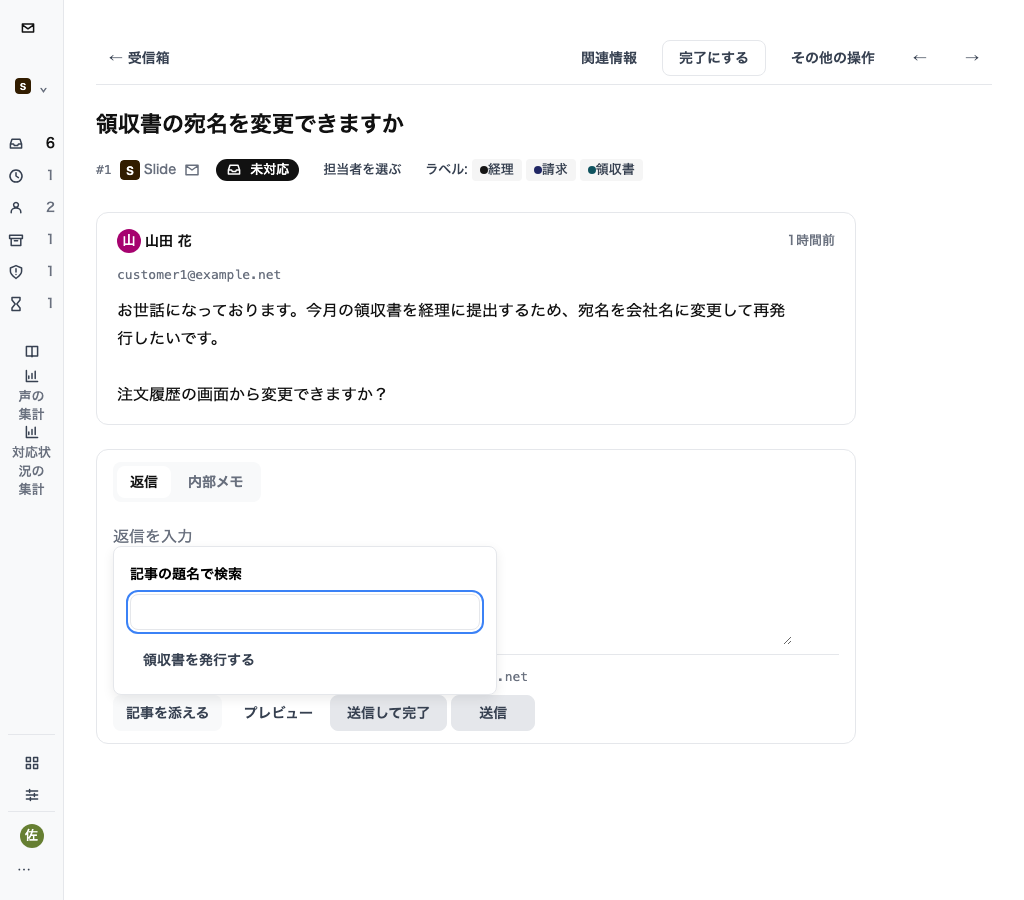 ← 受信箱
関連情報
完了にする
その他の操作
←
→
S
6
1
2
1
1
1
声の
集計
対応状
況の
集計
佐
…
領収書の宛名を変更できますか
#1 S Slide 未対応 担当者を選ぶ ラベル: 経理 請求 領収書
山 山田 花 1時間前
customer1@example.net
お世話になっております。今月の領収書を経理に提出するため、宛名を会社名に変更して再発
行したいです。
注文履歴の画面から変更できますか？
返信 内部メモ
返信を入力
記事の題名で検索
領収書を発行する
.net
記事を添える プレビュー 送信して完了 送信